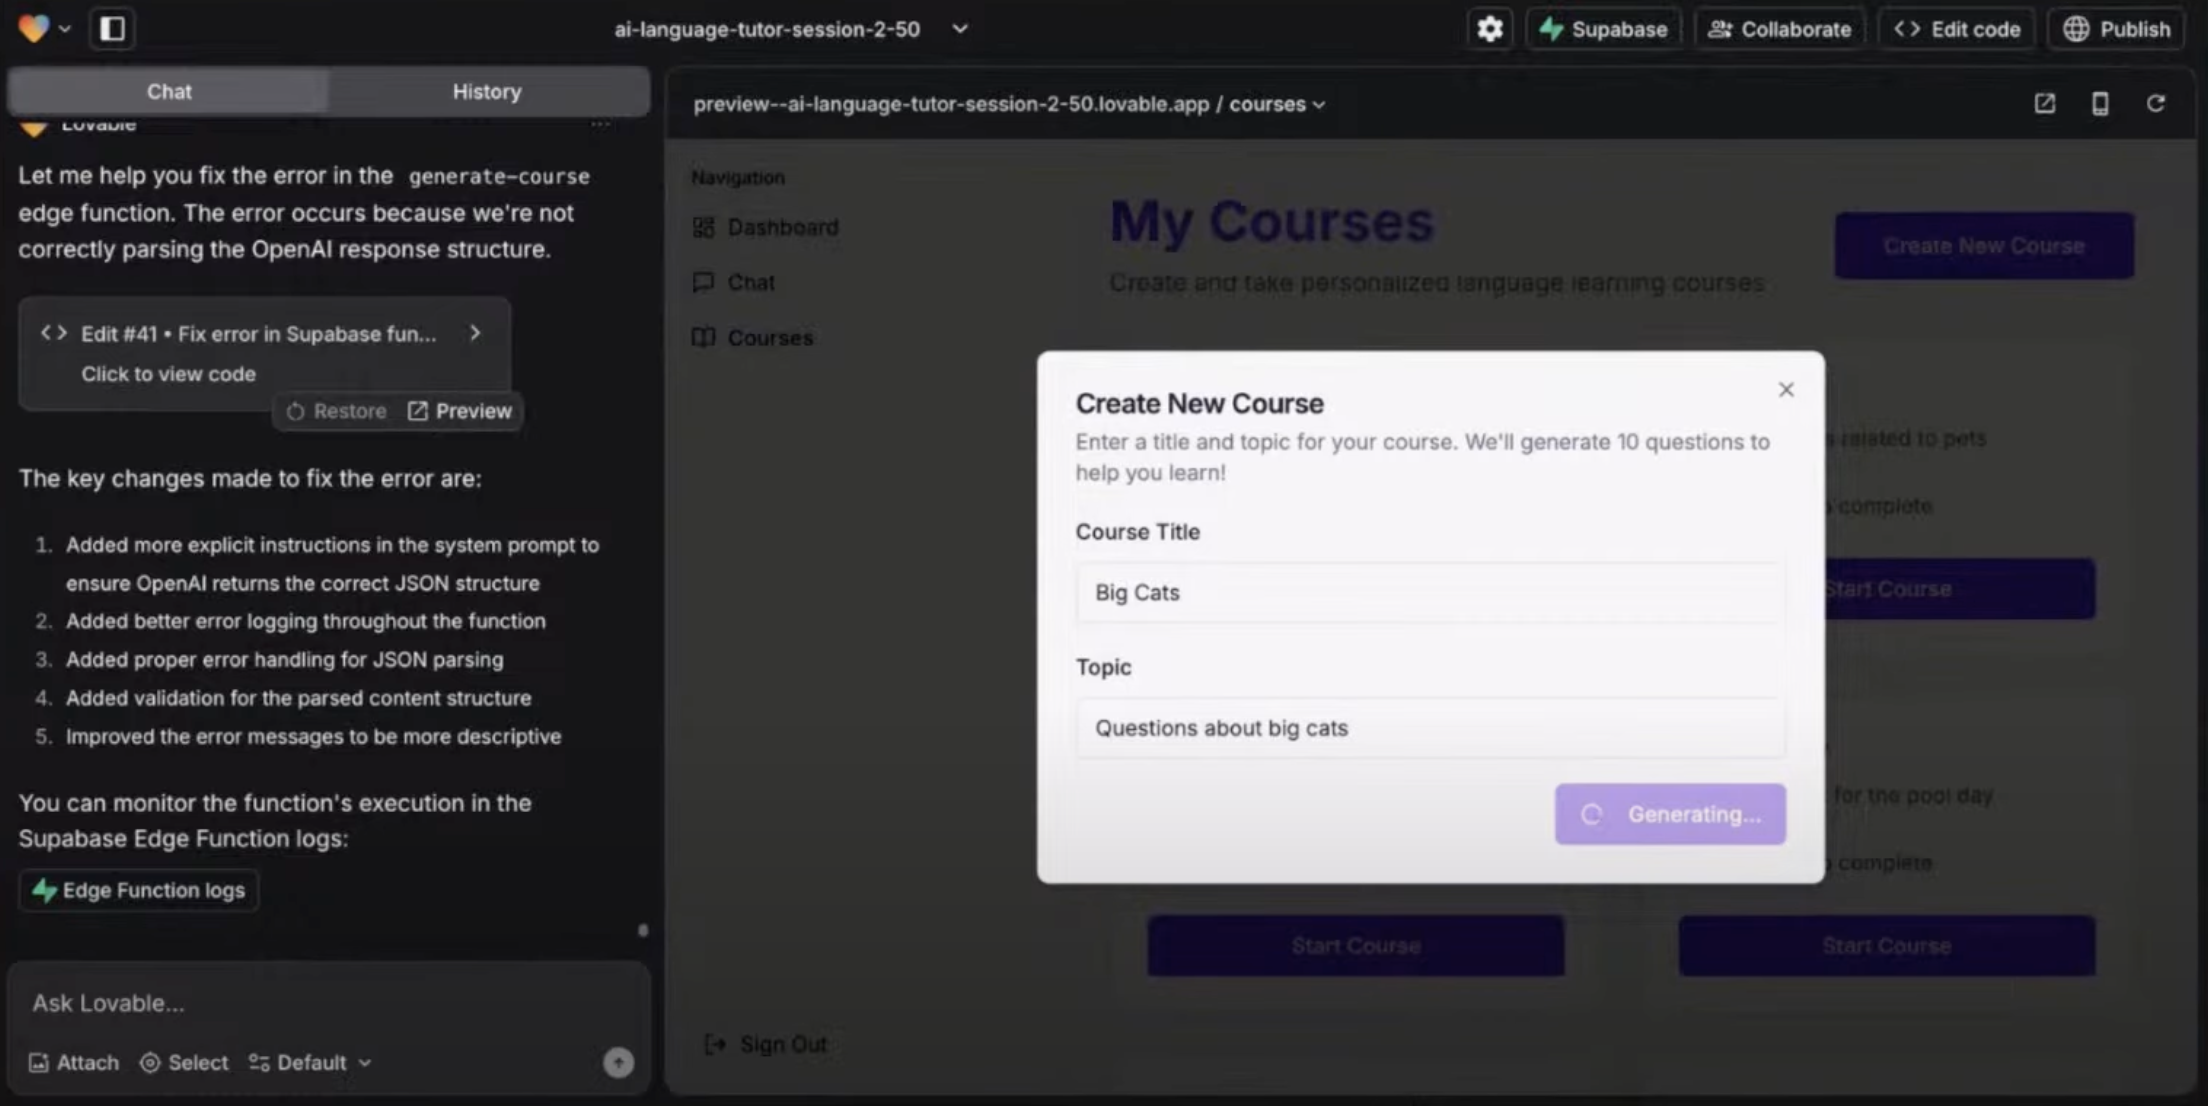 ai-language-tutor-session-2-50
Supabase
Collaborate
Edit code
Publish
Chat
History
Lovable
Let me help you fix the error in the generate-course
edge function. The error occurs because we're not
correctly parsing the OpenAI response structure.
Edit #41 • Fix error in Supabase fun...
Click to view code
Restore
Preview
The key changes made to fix the error are:
1. Added more explicit instructions in the system prompt to
ensure OpenAI returns the correct JSON structure
2. Added better error logging throughout the function
3. Added proper error handling for JSON parsing
4. Added validation for the parsed content structure
5. Improved the error messages to be more descriptive
You can monitor the function's execution in the
Supabase Edge Function logs:
Edge Function logs
Ask Lovable...
Attach
Select
Default
preview--ai-language-tutor-session-2-50.lovable.app / courses
Navigation
Dashboard
Chat
Courses
Sign Out
My Courses
Create and take personalized language learning courses
Create New Course
Create New Course
Enter a title and topic for your course. We'll generate 10 questions to
help you learn!
Course Title
Big Cats
Topic
Questions about big cats
Generating...
related to pets
complete
Start Course
for the pool day
complete
Start Course
Start Course